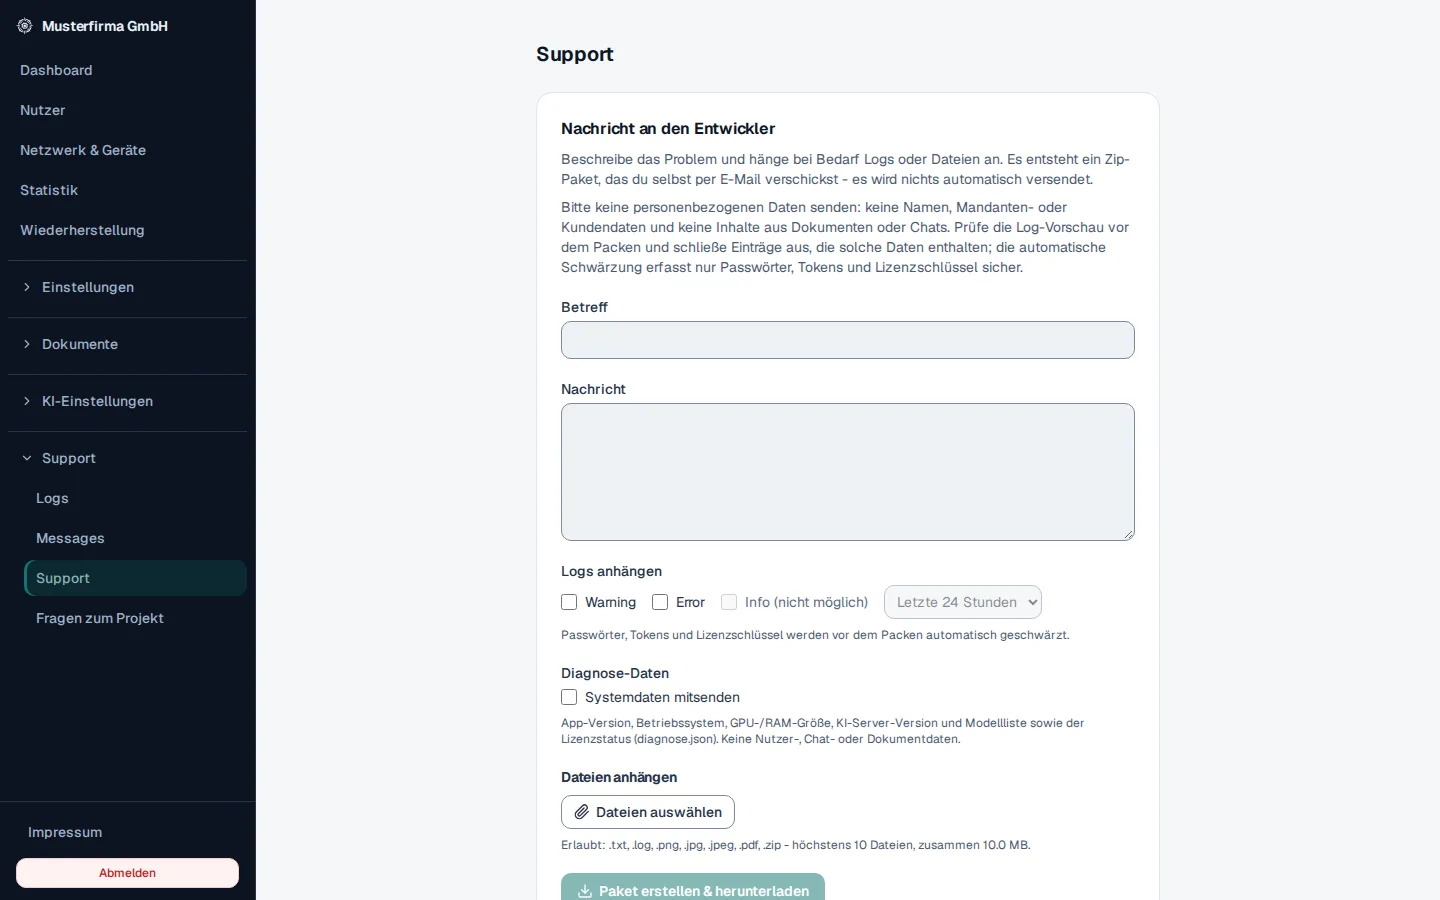 Musterfirma GmbH
Dashboard
Nutzer
Netzwerk & Geräte
Statistik
Wiederherstellung
Einstellungen
Dokumente
KI-Einstellungen
Support
Logs
Messages
Support
Fragen zum Projekt
Impressum
Abmelden
Support
Nachricht an den Entwickler
Beschreibe das Problem und hänge bei Bedarf Logs oder Dateien an. Es entsteht ein Zip-
Paket, das du selbst per E-Mail verschickst - es wird nichts automatisch versendet.
Bitte keine personenbezogenen Daten senden: keine Namen, Mandanten- oder
Kundendaten und keine Inhalte aus Dokumenten oder Chats. Prüfe die Log-Vorschau vor
dem Packen und schließe Einträge aus, die solche Daten enthalten; die automatische
Schwärzung erfasst nur Passwörter, Tokens und Lizenzschlüssel sicher.
Betreff
Nachricht
Logs anhängen
Warning Error Info (nicht möglich) Letzte 24 Stunden
Passwörter, Tokens und Lizenzschlüssel werden vor dem Packen automatisch geschwärzt.
Diagnose-Daten
Systemdaten mitsenden
App-Version, Betriebssystem, GPU-/RAM-Größe, KI-Server-Version und Modellliste sowie der
Lizenzstatus (diagnose.json). Keine Nutzer-, Chat- oder Dokumentdaten.
Dateien anhängen
Dateien auswählen
Erlaubt: .txt, .log, .png, .jpg, .jpeg, .pdf, .zip - höchstens 10 Dateien, zusammen 10.0 MB.
Paket erstellen & herunterladen